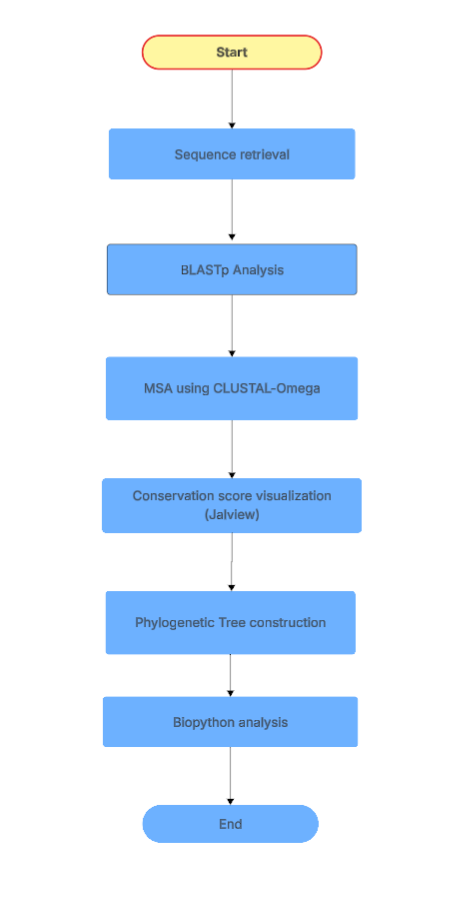 Start
Sequence retrieval
BLASTp Analysis
MSA using CLUSTAL-Omega
Conservation score visualization
(Jalview)
Phylogenetic Tree construction
Biopython analysis
End